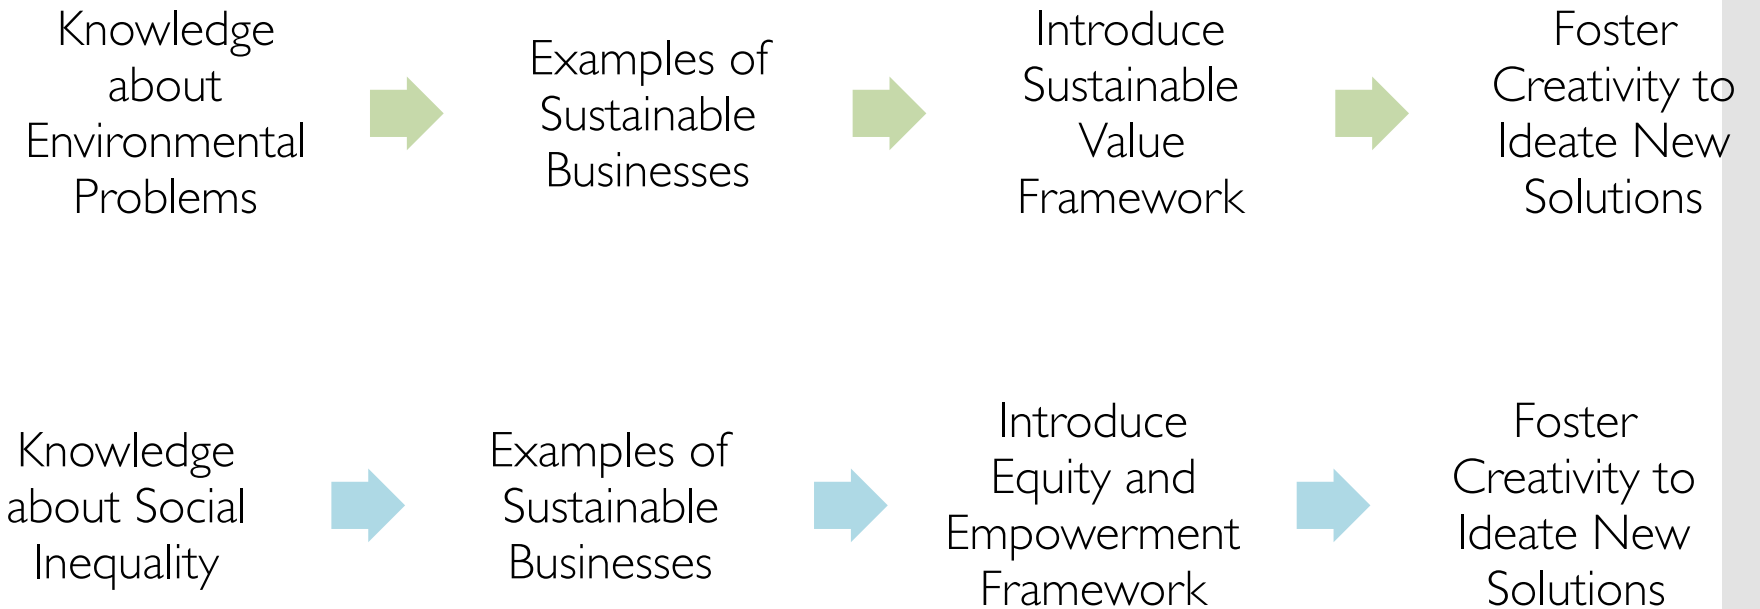 Knowledge
about
Environmental
Problems
Examples of
Sustainable
Businesses
Introduce
Sustainable
Value
Framework
Foster
Creativity to
Ideate New
Solutions
Knowledge
about Social
Inequality
Examples of
Sustainable
Businesses
Introduce
Equity and
Empowerment
Framework
Foster
Creativity to
Ideate New
Solutions